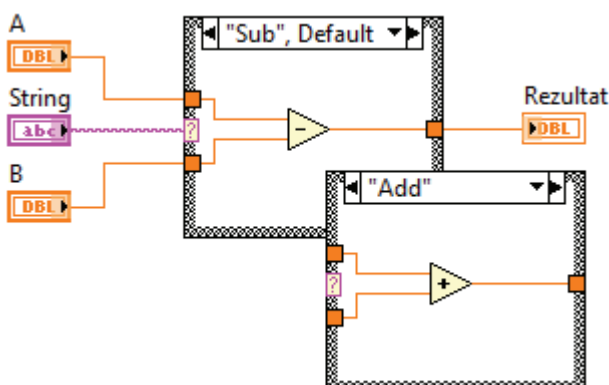 A
DBL
"Sub", Default
String
abc
?
-
Rezultat
DBL
B
DBL
"Add"
?
+